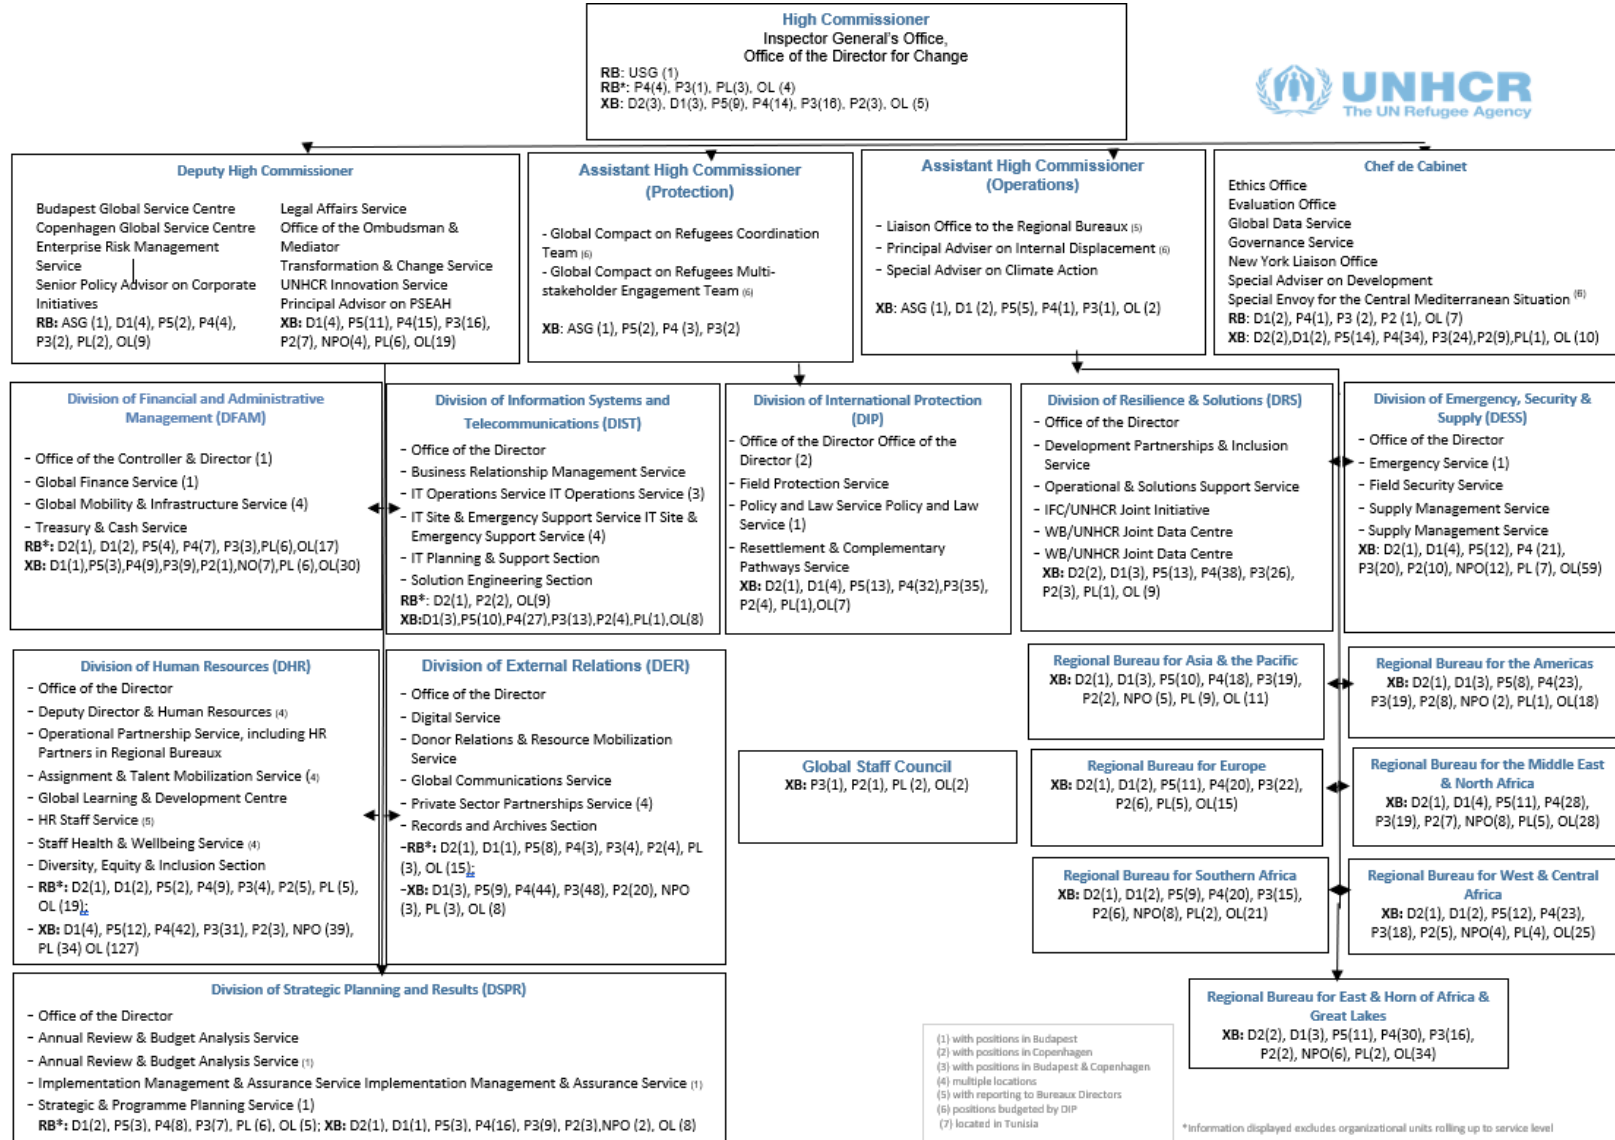 High Commissioner
Inspector General's Office,
Office of the Director for Change
RB: USG (1)
RB*: P4(4), P3(1), PL(3), OL (4)
XB: D2(3), D1(3), P5(9), P4(14), P3(16), P2(3), OL (5)
UNHCR
The UN Refugee Agency
Deputy High Commissioner
Budapest Global Service Centre
Copenhagen Global Service Centre
Enterprise Risk Management
Service
Senior Policy Advisor on Corporate
Initiatives
RB: ASG (1), D1(4), P5(2), P4(4),
P3(2), PL(2), OL(9)
Legal Affairs Service
Office of the Ombudsman &
Mediator
Transformation & Change Service
UNHCR Innovation Service
Principal Advisor on PSEAH
XB: D1(4), P5(11), P4(15), P3(16),
P2(7), NPO(4), PL(6), OL(19)
Assistant High Commissioner
(Protection)
- Global Compact on Refugees Coordination
Team (6)
- Global Compact on Refugees Multi-
stakeholder Engagement Team (6)
XB: ASG (1), P5(2), P4 (3), P3(2)
Assistant High Commissioner
(Operations)
- Liaison Office to the Regional Bureaux (5)
- Principal Adviser on Internal Displacement (6)
- Special Adviser on Climate Action
XB: ASG (1), D1 (2), P5(5), P4(1), P3(1), OL (2)
Chef de Cabinet
Ethics Office
Evaluation Office
Global Data Service
Governance Service
New York Liaison Office
Special Adviser on Development
Special Envoy for the Central Mediterranean Situation (6)
RB: D1(2), P4(1), P3 (2), P2 (1), OL (7)
XB: D2(2),D1(2), P5(14), P4(34), P3(24),P2(9),PL(1), OL (10)
Division of Financial and Administrative
Management (DFAM)
- Office of the Controller & Director (1)
- Global Finance Service (1)
- Global Mobility & Infrastructure Service (4)
- Treasury & Cash Service
RB*: D2(1), D1(2), P5(4), P4(7), P3(3),PL(6),OL(17)
XB: D1(1),P5(3),P4(9),P3(9),P2(1),NO(7),PL (6),OL(30)
Division of Information Systems and
Telecommunications (DIST)
- Office of the Director
- Business Relationship Management Service
- IT Operations Service IT Operations Service (3)
- IT Site & Emergency Support Service IT Site &
Emergency Support Service (4)
- IT Planning & Support Section
- Solution Engineering Section
RB*: D2(1), P2(2), OL(9)
XB:D1(3),P5(10),P4(27),P3(13),P2(4),PL(1),OL(8)
Division of International Protection
(DIP)
- Office of the Director Office of the
Director (2)
- Field Protection Service
- Policy and Law Service Policy and Law
Service (1)
- Resettlement & Complementary
Pathways Service
XB: D2(1), D1(4), P5(13), P4(32),P3(35),
P2(4), PL(1),OL(7)
Division of Resilience & Solutions (DRS)
- Office of the Director
- Development Partnerships & Inclusion
Service
- Operational & Solutions Support Service
- IFC/UNHCR Joint Initiative
- WB/UNHCR Joint Data Centre
- WB/UNHCR Joint Data Centre
XB: D2(2), D1(3), P5(13), P4(38), P3(26),
P2(3), PL(1), OL (9)
Division of Emergency, Security &
Supply (DESS)
- Office of the Director
- Emergency Service (1)
- Field Security Service
- Supply Management Service
- Supply Management Service
XB: D2(1), D1(4), P5(12), P4 (21),
P3(20), P2(10), NPO(12), PL (7), OL(59)
Division of Human Resources (DHR)
- Office of the Director
- Deputy Director & Human Resources (4)
- Operational Partnership Service, including HR
Partners in Regional Bureaux
- Assignment & Talent Mobilization Service (4)
- Global Learning & Development Centre
- HR Staff Service (5)
- Staff Health & Wellbeing Service (4)
- Diversity, Equity & Inclusion Section
- RB*: D2(1), D1(2), P5(2), P4(9), P3(4), P2(5), PL (5),
OL (19);
- XB: D1(4), P5(12), P4(42), P3(31), P2(3), NPO (39),
PL (34) OL (127)
Division of External Relations (DER)
- Office of the Director
- Digital Service
- Donor Relations & Resource Mobilization
Service
- Global Communications Service
- Private Sector Partnerships Service (4)
- Records and Archives Section
-RB*: D2(1), D1(1), P5(8), P4(3), P3(4), P2(4), PL
(3), OL (15);
-XB: D1(3), P5(9), P4(44), P3(48), P2(20), NPO
(3), PL (3), OL (8)
Global Staff Council
XB: P3(1), P2(1), PL (2), OL(2)
Regional Bureau for Asia & the Pacific
XB: D2(1), D1(3), P5(10), P4(18), P3(19),
P2(2), NPO (5), PL (9), OL (11)
Regional Bureau for the Americas
XB: D2(1), D1(3), P5(8), P4(23),
P3(19), P2(8), NPO (2), PL(1), OL(18)
Regional Bureau for Europe
XB: D2(1), D1(2), P5(11), P4(20), P3(22),
P2(6), PL(5), OL(15)
Regional Bureau for the Middle East
& North Africa
XB: D2(1), D1(4), P5(11), P4(28),
P3(19), P2(7), NPO(8), PL(5), OL(28)
Regional Bureau for Southern Africa
XB: D2(1), D1(2), P5(9), P4(20), P3(15),
P2(6), NPO(8), PL(2), OL(21)
Regional Bureau for West & Central
Africa
XB: D2(1), D1(2), P5(12), P4(23),
P3(18), P2(5), NPO(4), PL(4), OL(25)
Regional Bureau for East & Horn of Africa &
Great Lakes
XB: D2(2), D1(3), P5(11), P4(30), P3(16),
P2(2), NPO(6), PL(2), OL(34)
Division of Strategic Planning and Results (DSPR)
- Office of the Director
- Annual Review & Budget Analysis Service
- Annual Review & Budget Analysis Service (1)
- Implementation Management & Assurance Service Implementation Management & Assurance Service (1)
- Strategic & Programme Planning Service (1)
RB*: D1(2), P5(3), P4(8), P3(7), PL (6), OL (5); XB: D2(1), D1(1), P5(3), P4(16), P3(9), P2(3),NPO (2), OL (8)
(1) with positions in Budapest
(2) with positions in Copenhagen
(3) with positions in Budapest & Copenhagen
(4) multiple locations
(5) with reporting to Bureaux Directors
(6) positions budgeted by DIP
(7) located in Tunisia
*Information displayed excludes organizational units rolling up to service level